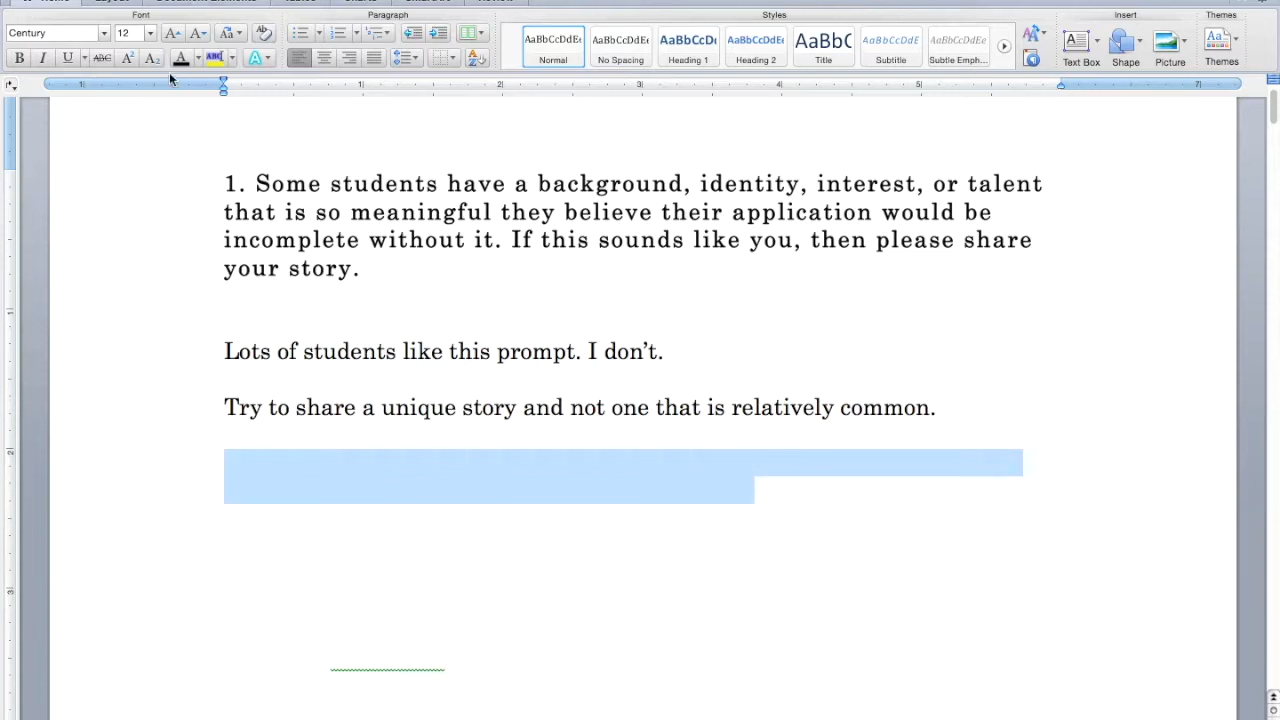 Font
Paragraph
Styles
Insert
Themes
Century
12
AaBbCcDdEe
AaBbCcDdEe
AaBbCcDd
AaBbCcDdEe
AaBbC
AaBbCcDdE
AaBbCcDdEe
Normal
No Spacing
Heading 1
Heading 2
Title
Subtitle
Subtle Emph...
Text Box
Shape
Picture
Themes
1. Some students have a background, identity, interest, or talent
that is so meaningful they believe their application would be
incomplete without it. If this sounds like you, then please share
your story.
Lots of students like this prompt. I don’t.
Try to share a unique story and not one that is relatively common.